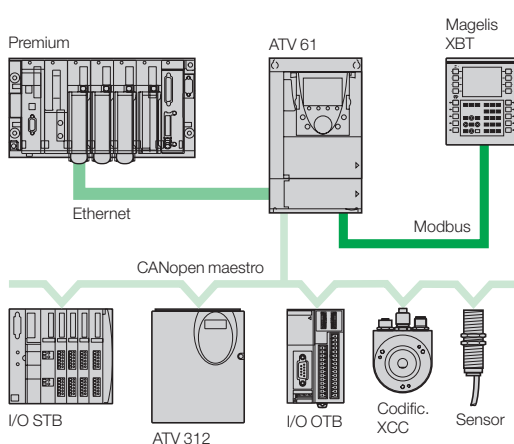 Premium
ATV 61
Magelis
XBT
Ethernet
Modbus
CANopen maestro
I/O STB
ATV 312
I/O OTB
Codific.
XCC
Sensor